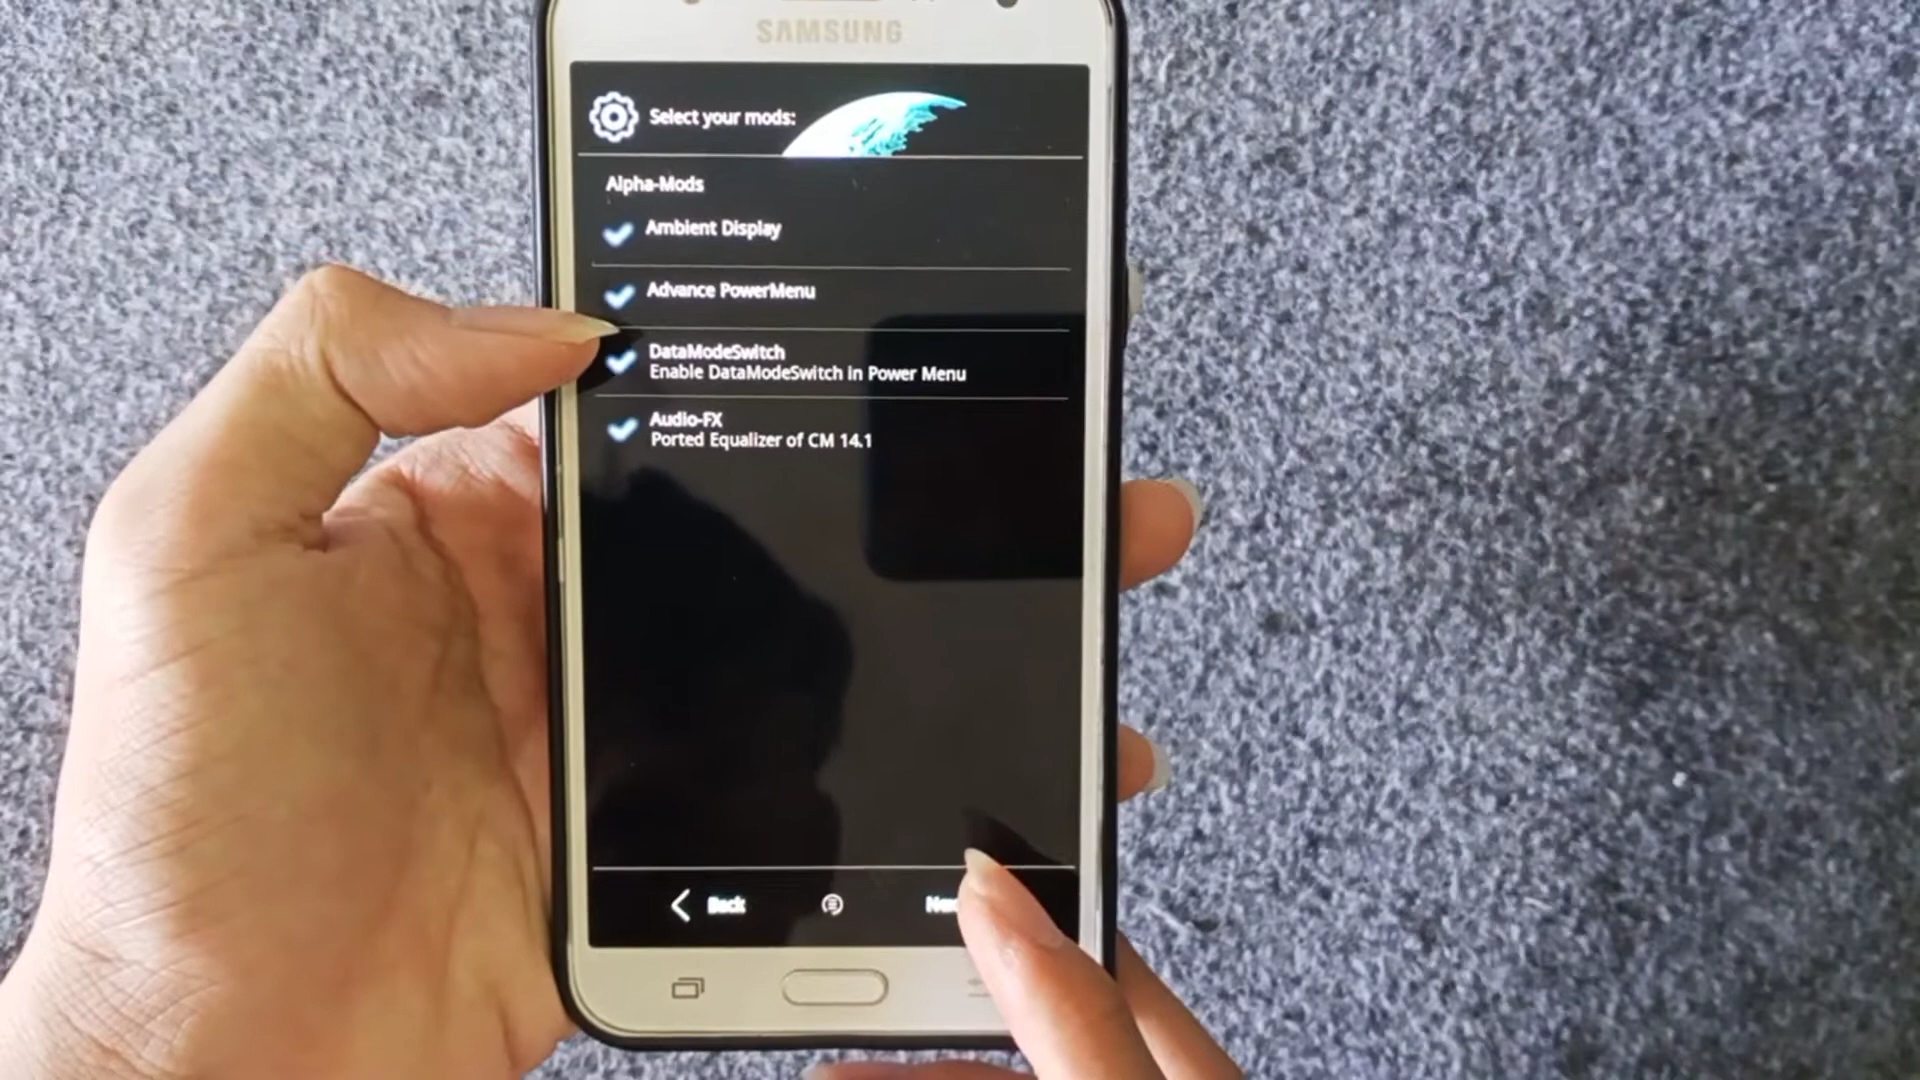 SAMSUNG
Select your mods:
Alpha-Mods
Ambient Display
Advance PowerMenu
DataModeSwitch
Enable DataModeSwitch in Power Menu
Audio-FX
Ported Equalizer of CM 14.1
Back